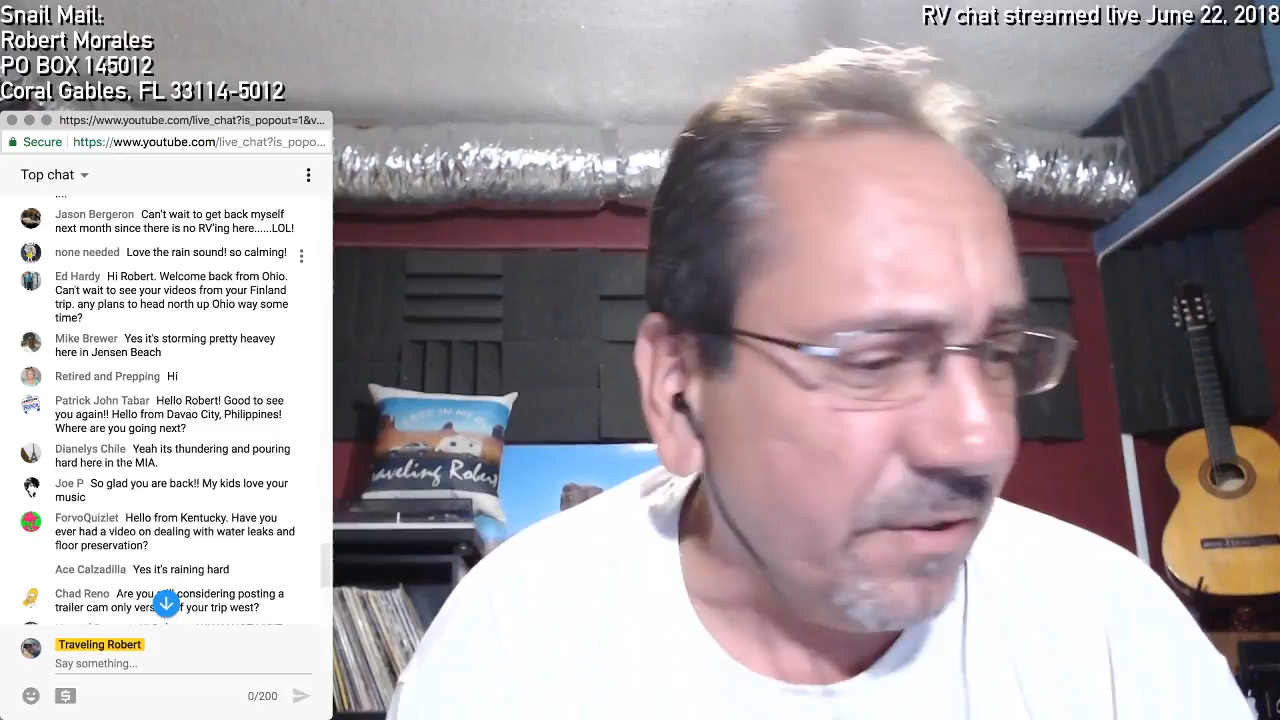 Snail Mail:
Robert Morales
PO BOX 145012
Coral Gables, FL 33114-5012
RV chat streamed live June 22, 2018
https://www.youtube.com/live_chat?is_popout=1&v...
Secure https://www.youtube.com/live_chat?is_popo...
Top chat
Jason Bergeron Can't wait to get back myself
next month since there is no RV'ing here......LOL!
none needed Love the rain sound! so calming!
Ed Hardy Hi Robert. Welcome back from Ohio.
Can't wait to see your videos from your Finland
trip. any plans to head north up Ohio way some
time?
Mike Brewer Yes it's storming pretty heavey
here in Jensen Beach
Retired and Prepping Hi
Patrick John Tabar Hello Robert! Good to see
you again!! Hello from Davao City, Philippines!
Where are you going next?
Dianelys Chile Yeah its thundering and pouring
hard here in the MIA.
Joe P So glad you are back!! My kids love your
music
ForvoQuizlet Hello from Kentucky. Have you
ever had a video on dealing with water leaks and
floor preservation?
Ace Calzadilla Yes it's raining hard
Chad Reno Are you considering posting a
trailer cam only your trip west?
Traveling Robert
Say something...
0/200
KEEP IN
Traveling Robert